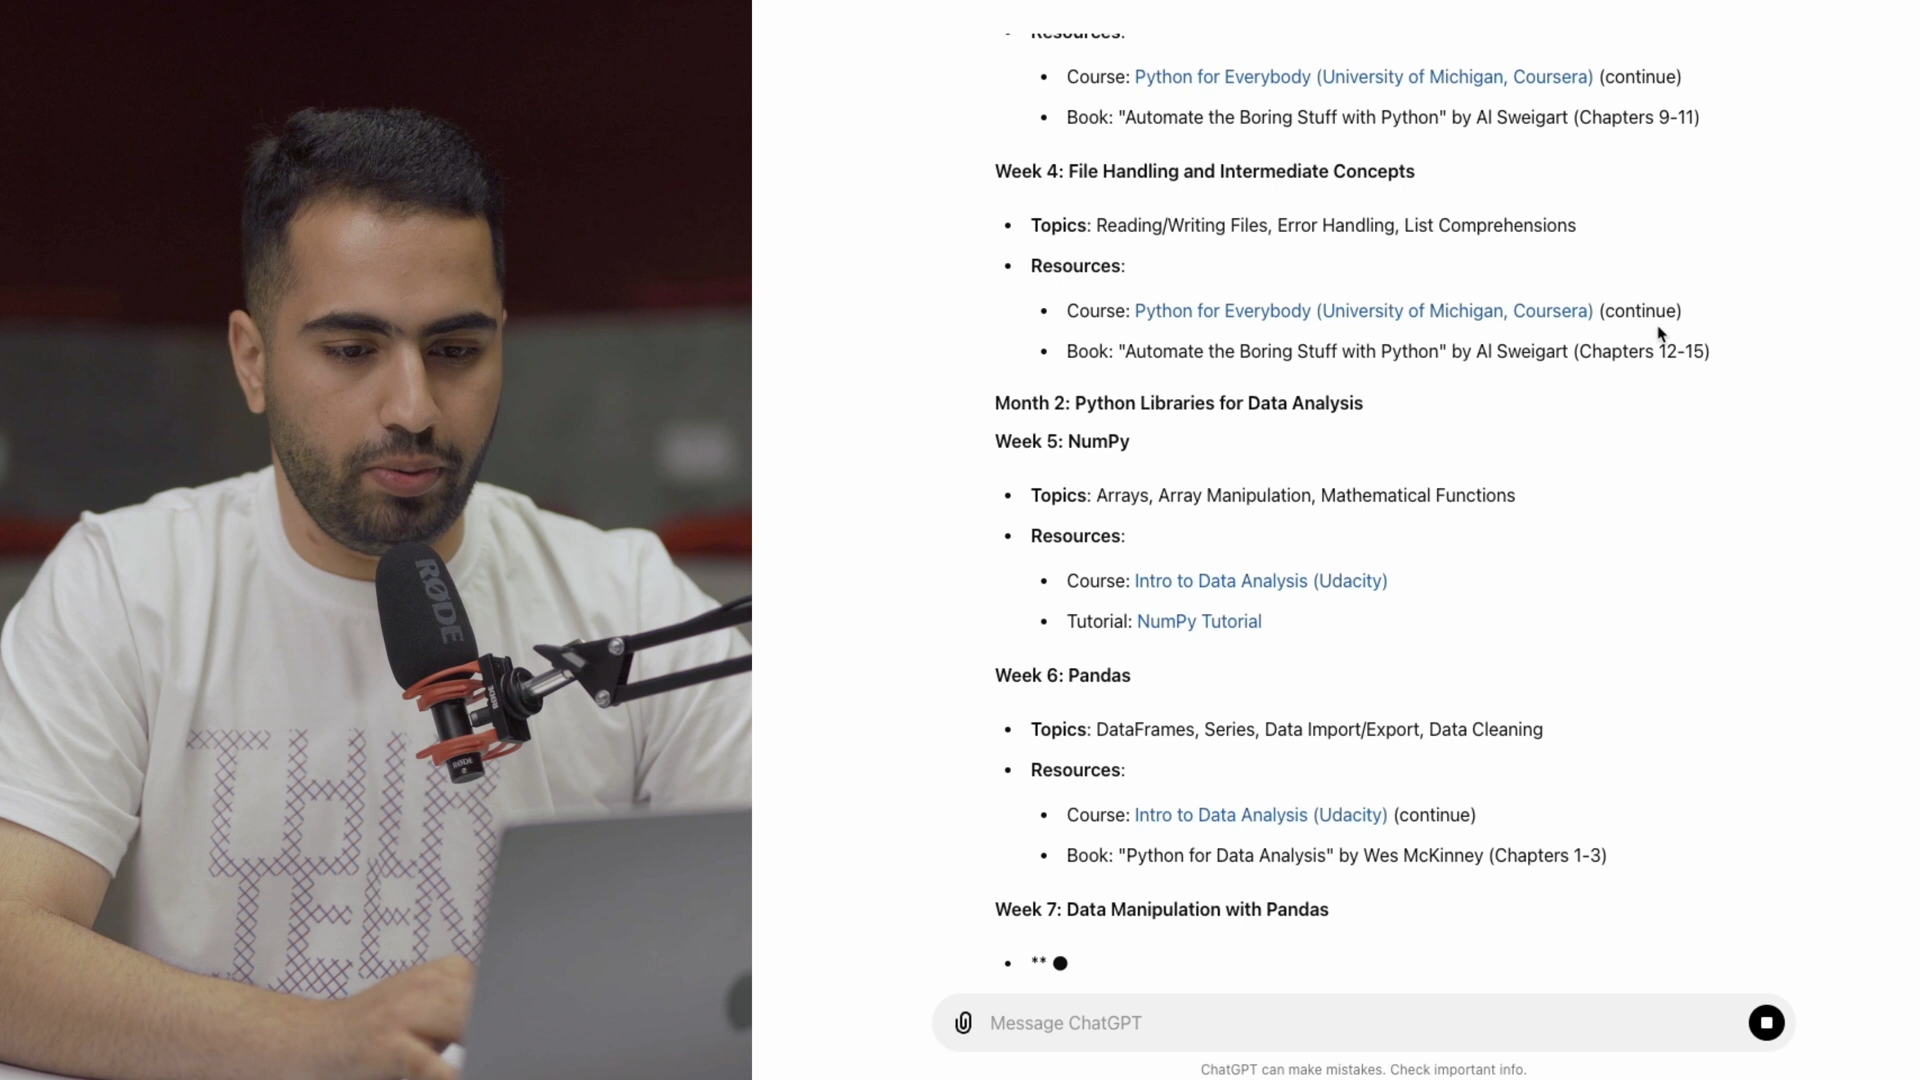 RØDE
RØDE
THIR
TEEN
Resources:
Course: Python for Everybody (University of Michigan, Coursera) (continue)
Book: "Automate the Boring Stuff with Python" by Al Sweigart (Chapters 9-11)
Week 4: File Handling and Intermediate Concepts
Topics: Reading/Writing Files, Error Handling, List Comprehensions
Resources:
Course: Python for Everybody (University of Michigan, Coursera) (continue)
Book: "Automate the Boring Stuff with Python" by Al Sweigart (Chapters 12-15)
Month 2: Python Libraries for Data Analysis
Week 5: NumPy
Topics: Arrays, Array Manipulation, Mathematical Functions
Resources:
Course: Intro to Data Analysis (Udacity)
Tutorial: NumPy Tutorial
Week 6: Pandas
Topics: DataFrames, Series, Data Import/Export, Data Cleaning
Resources:
Course: Intro to Data Analysis (Udacity) (continue)
Book: "Python for Data Analysis" by Wes McKinney (Chapters 1-3)
Week 7: Data Manipulation with Pandas
**
Message ChatGPT
ChatGPT can make mistakes. Check important info.